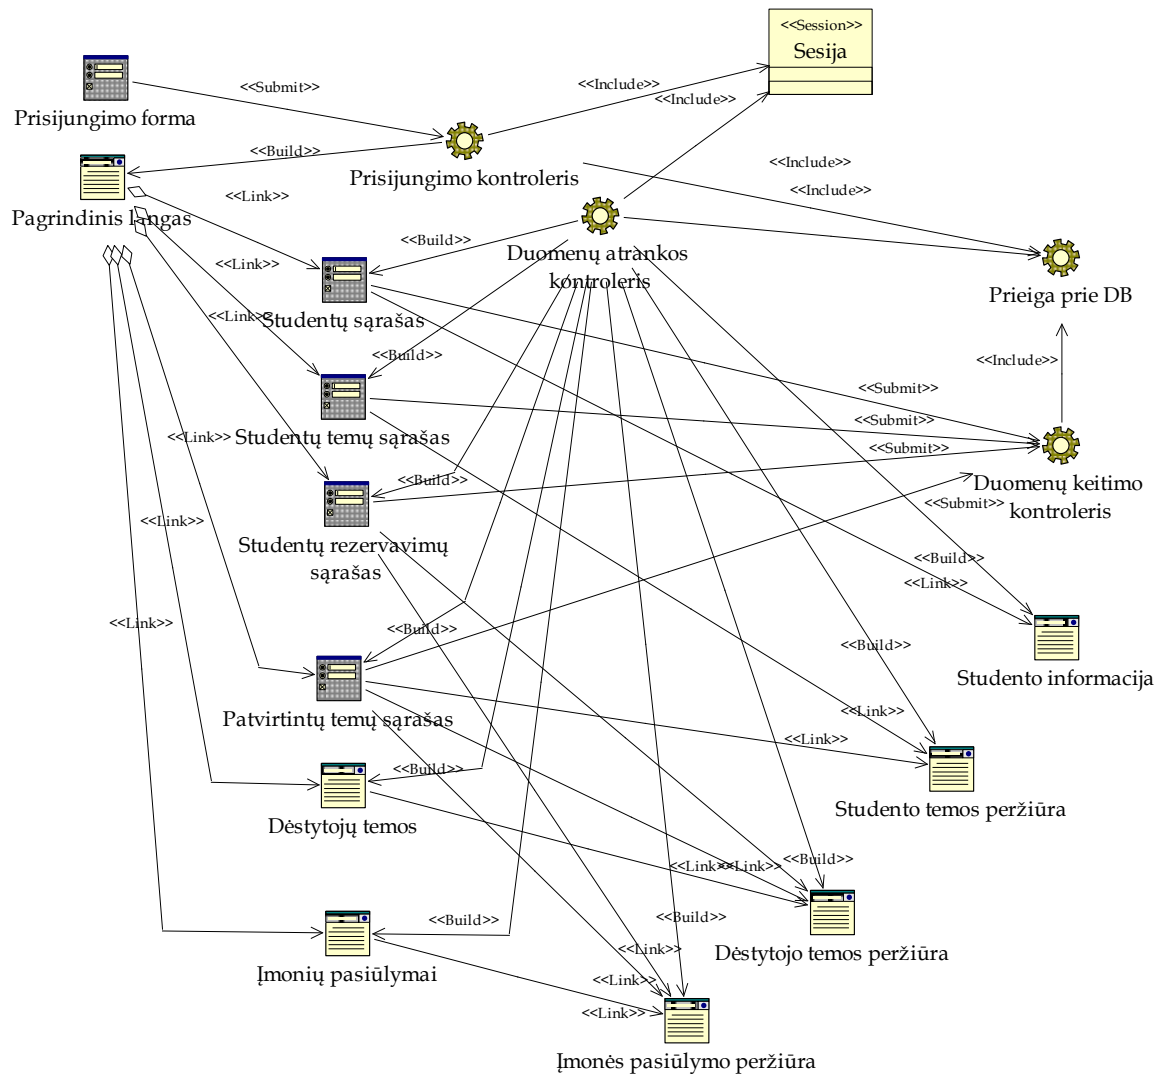 <<Session>>
Sesija
<<Submit>>
<<Include>>
<<Include>>
Prisijungimo forma
<<Build>>
<<Include>>
Prisijungimo kontroleris
<<Include>>
<<Link>>
Pagrindinis langas
<<Build>>
Duomenų atrankos
kontroleris
<<Link>>
Prieiga prie DB
<<Link>>
Studentų sąrašas
<<Build>>
<<Include>>
<<Submit>>
<<Submit>>
<<Link>>
Studentų temų sąrašas
<<Submit>>
<<Build>>
Duomenų keitimo
kontroleris
<<Submit>>
<<Link>>
Studentų rezervavimų
sąrašas
<<Build>>
<<Link>>
<<Link>>
<<Build>>
<<Build>>
Studento informacija
Patvirtintų temų sąrašas
<<Link>>
<<Link>>
<<Build>>
Studento temos peržiūra
Dėstytojų temos
<<Link>>
<<Link>>
<<Build>>
<<Build>>
<<Build>>
<<Link>>
Dėstytojo temos peržiūra
Įmonių pasiūlymai
<<Link>>
<<Link>>
Įmonės pasiūlymo peržiūra